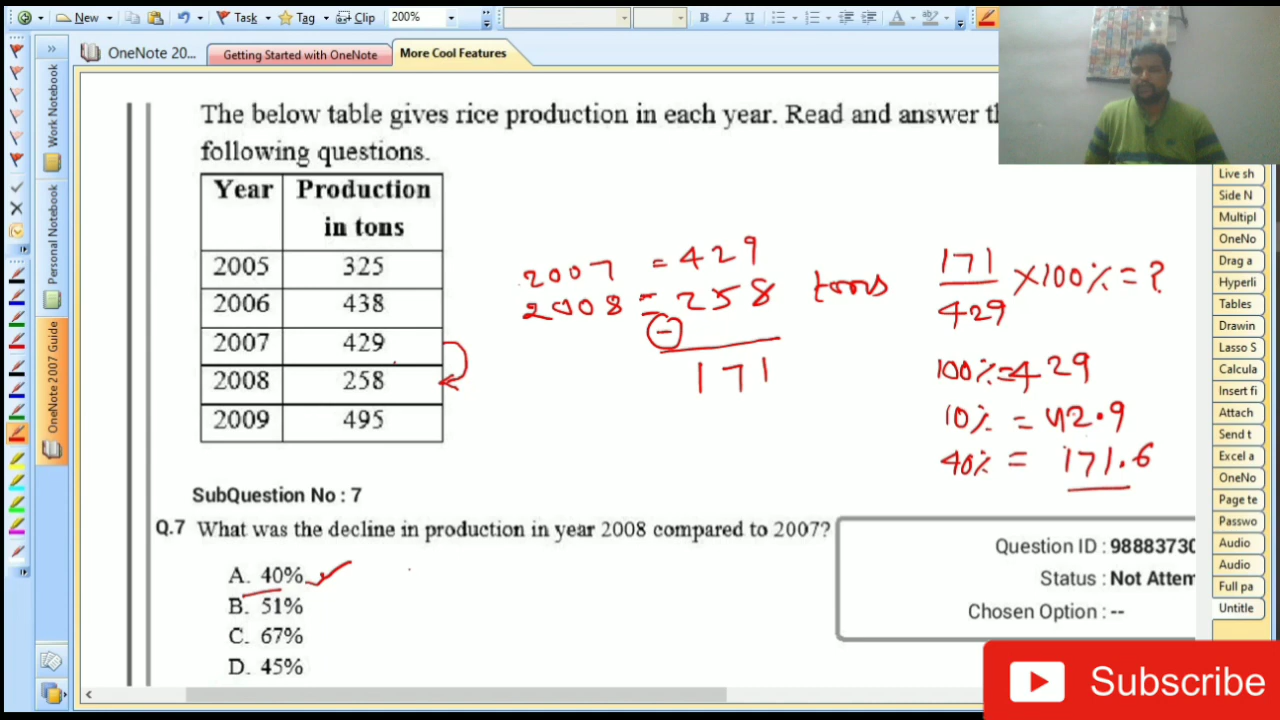 New Task Tag Clip 200% B I U A ab
OneNote 20... Getting Started with OneNote More Cool Features
Work Notebook
Personal Notebook
OneNote 2007 Guide
The below table gives rice production in each year. Read and answer th
following questions.
Year Production in tons
2005 325
2006 438
2007 429
2008 258
2009 495
2007 = 429
2008 = 258 tons
−
171
171/429 ×100% = ?
100% = 429
10% = 42.9
40% = 171.6
SubQuestion No : 7
Q.7 What was the decline in production in year 2008 compared to 2007?
A. 40%
B. 51%
C. 67%
D. 45%
Question ID : 98883730
Status : Not Attem
Chosen Option : --
Live sh
Side N
Multipl
OneNo
Drag a
Hyperli
Tables
Drawin
Lasso S
Calcula
Insert fi
Attach
Send t
Excel a
OneNo
Page te
Passwo
Audio
Audio
Full pa
Untitle
Subscribe